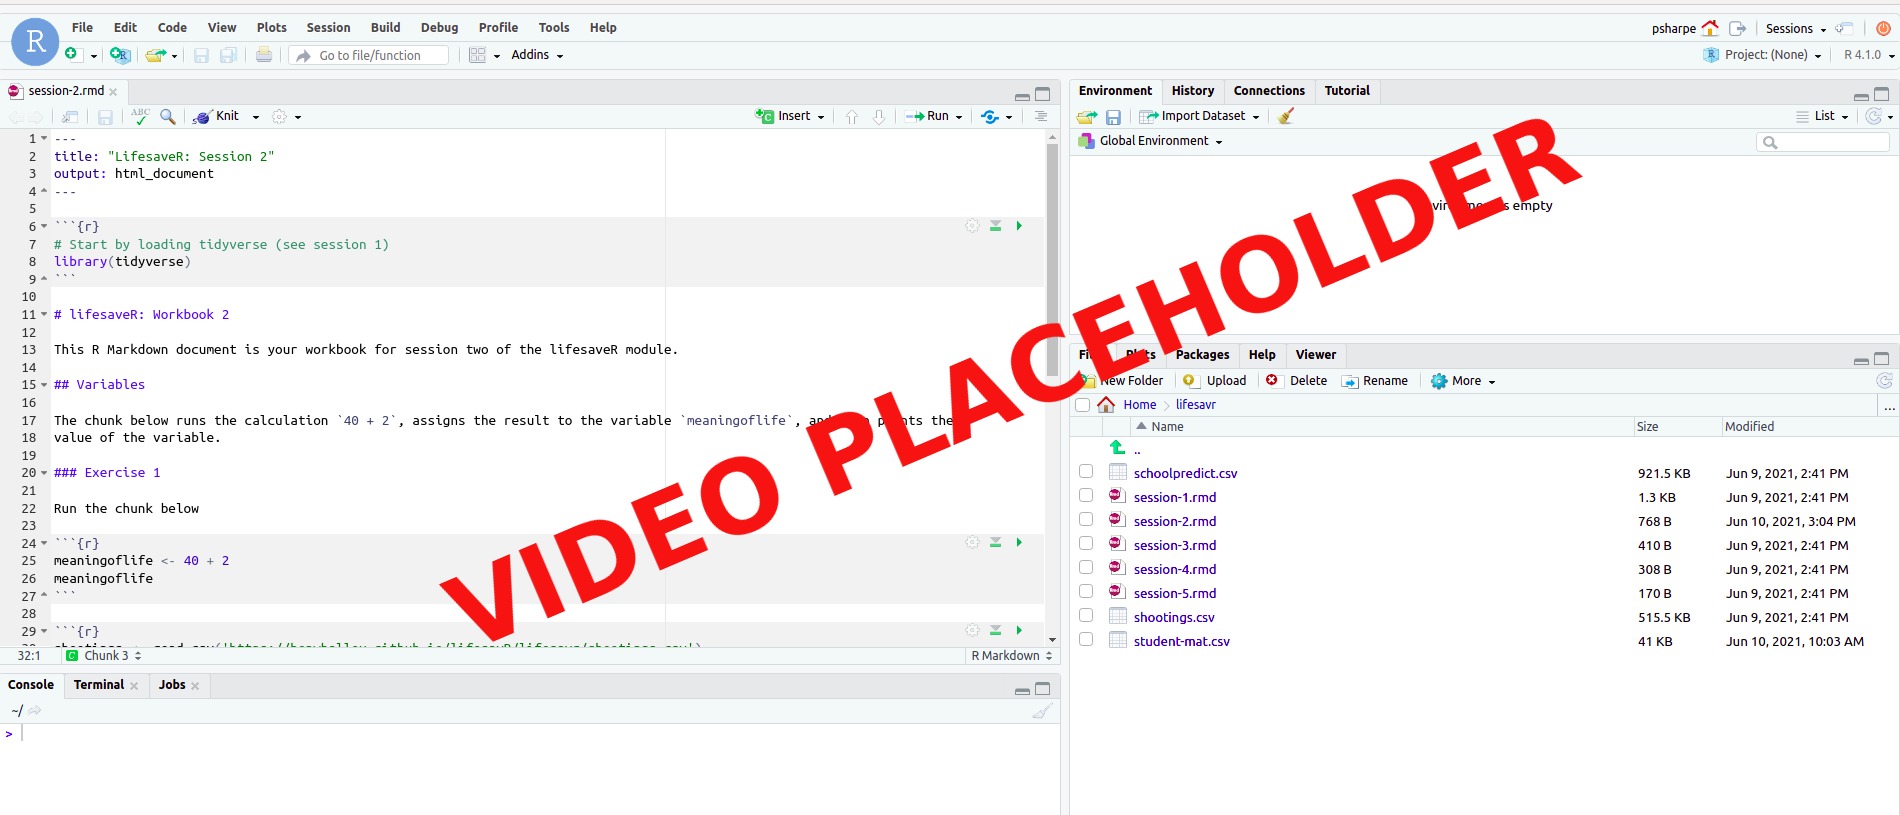 File Edit Code View Plots Session Build Debug Profile Tools Help
psharpe Sessions
R
Go to file/function Addins
Project: (None) R 4.1.0
session-2.rmd
ABC Knit Insert Run
1 ---
2 title: "LifesaveR: Session 2"
3 output: html_document
4 ---
5
6 ```{r}
7 # Start by loading tidyverse (see session 1)
8 library(tidyverse)
9 ```
10
11 # lifesaveR: Workbook 2
12
13 This R Markdown document is your workbook for session two of the lifesaveR module.
14
15 ## Variables
16
17 The chunk below runs the calculation `40 + 2`, assigns the result to the variable `meaningoflife`, and prints the
18 value of the variable.
19
20 ### Exercise 1
21
22 Run the chunk below
23
24 ```{r}
25 meaningoflife <- 40 + 2
26 meaningoflife
27 ```
28
29 ```{r}
32:1 Chunk 3 R Markdown
Console Terminal Jobs
~/
>
Environment History Connections Tutorial
Import Dataset List
Global Environment
empty
VIDEO PLACEHOLDER
Plots Packages Help Viewer
New Folder Upload Delete Rename More
Home lifesavr ...
Name Size Modified
..
schoolpredict.csv 921.5 KB Jun 9, 2021, 2:41 PM
session-1.rmd 1.3 KB Jun 9, 2021, 2:41 PM
session-2.rmd 768 B Jun 10, 2021, 3:04 PM
session-3.rmd 410 B Jun 9, 2021, 2:41 PM
session-4.rmd 308 B Jun 9, 2021, 2:41 PM
session-5.rmd 170 B Jun 9, 2021, 2:41 PM
shootings.csv 515.5 KB Jun 9, 2021, 2:41 PM
student-mat.csv 41 KB Jun 10, 2021, 10:03 AM